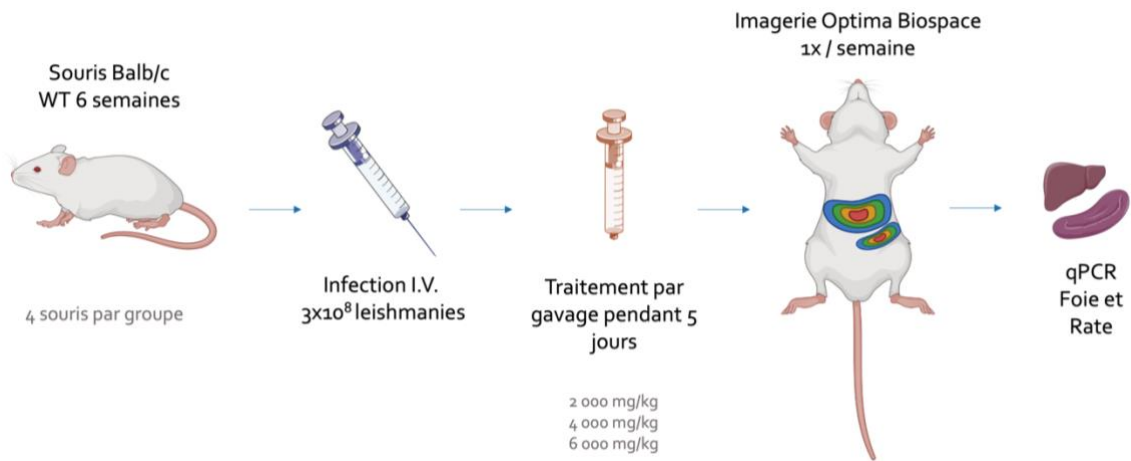 Souris Balb/c
WT 6 semaines
4 souris par groupe
Infection I.V.
3x10⁸ leishmanies
Traitement par
gavage pendant 5
jours
2 000 mg/kg
4 000 mg/kg
6 000 mg/kg
Imagerie Optima Biospace
1x / semaine
qPCR
Foie et
Rate